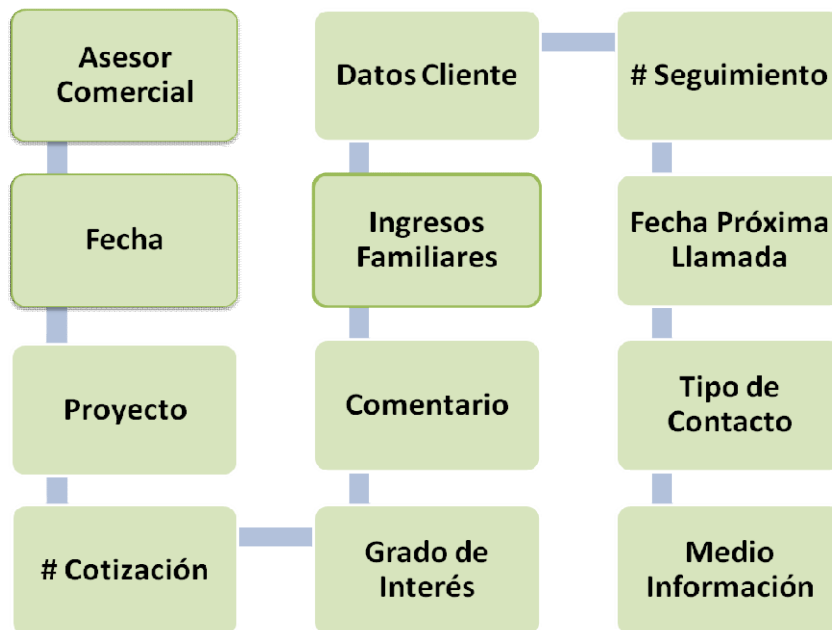 Asesor
Comercial
Fecha
Proyecto
# Cotización
Grado de
Interés
Comentario
Ingresos
Familiares
Datos Cliente
# Seguimiento
Fecha Próxima
Llamada
Tipo de
Contacto
Medio
Información